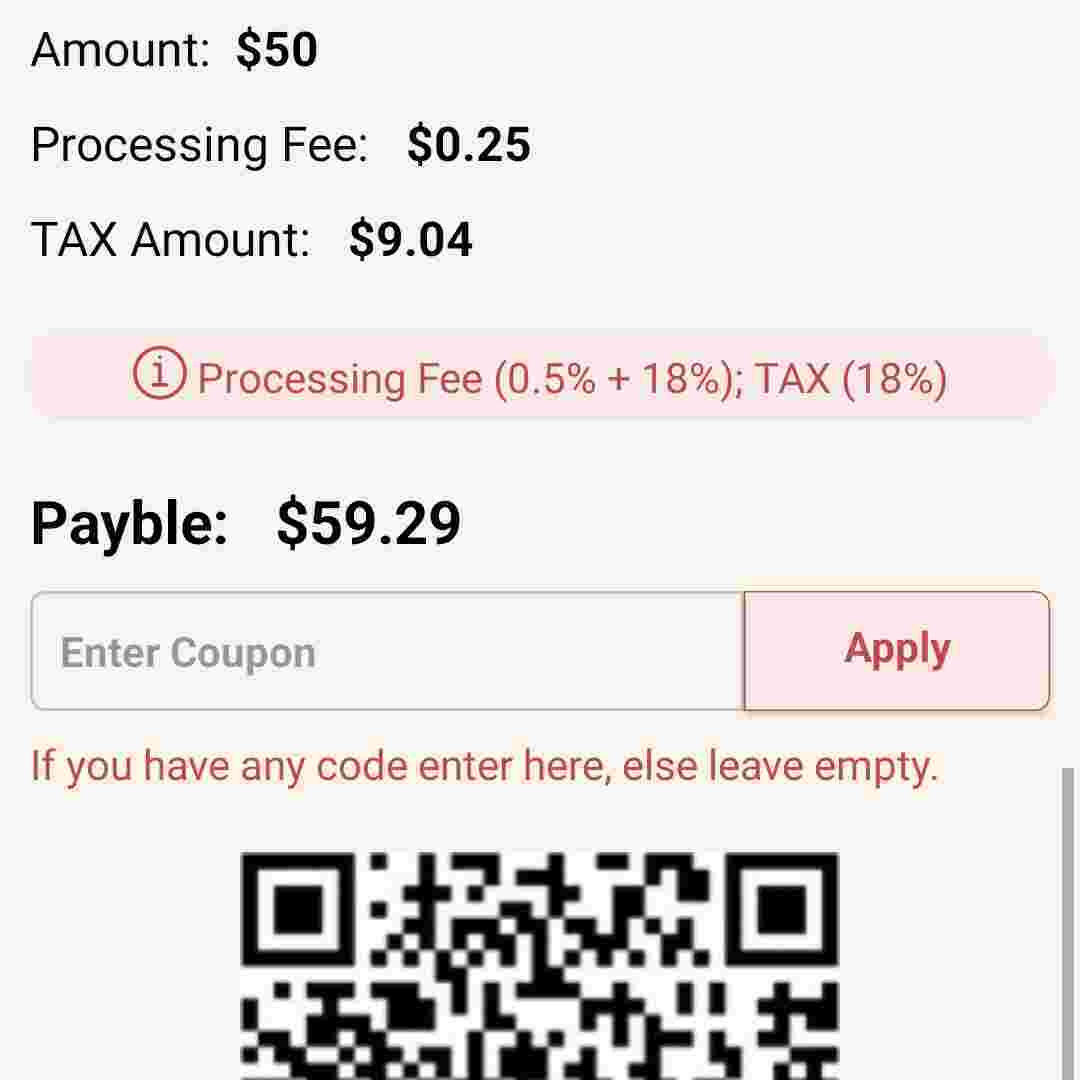 Amount: $50
Processing Fee: $0.25
TAX Amount: $9.04
Processing Fee (0.5% + 18%); TAX (18%)
Payble: $59.29
Enter Coupon
Apply
If you have any code enter here, else leave empty.